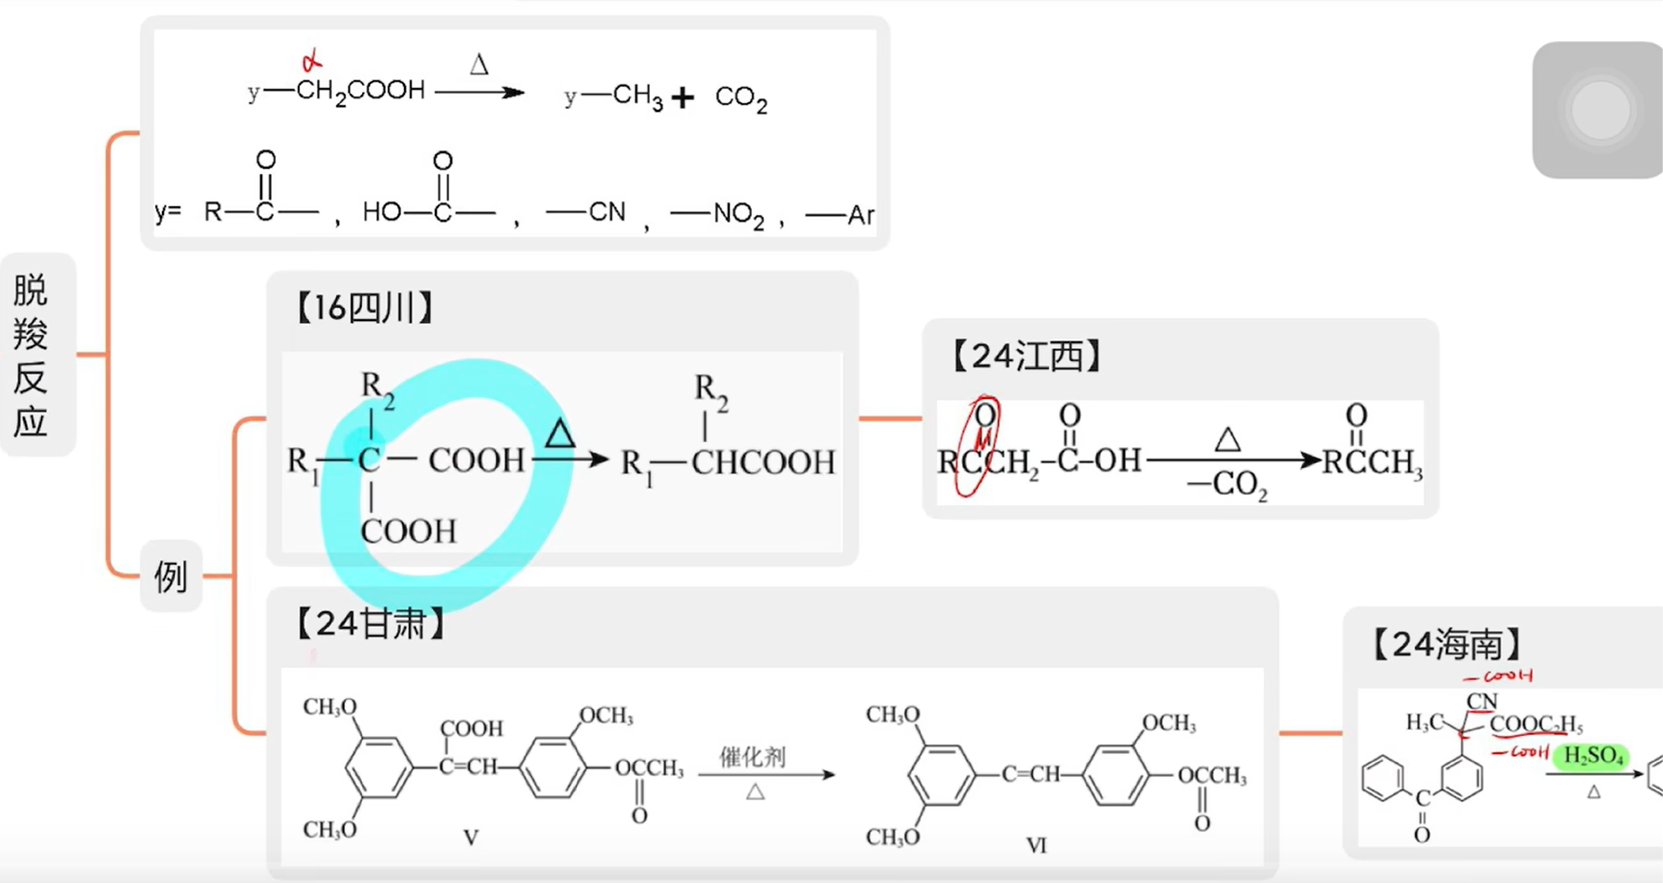 脱羧反应
α
y—CH₂COOH △ y—CH₃ + CO₂
y= R—C(=O)— , HO—C(=O)— , —CN , —NO₂ , —Ar
例
【16四川】
R₂ R₂
R₁—C—COOH △ R₁—CHCOOH
COOH
【24江西】
O O O
RCCH₂-C-OH △ RCCH₃
—CO₂
【24甘肃】
CH₃O COOH OCH₃ CH₃O OCH₃
C=CH OCCH₃ 催化剂 C=CH OCCH₃
△
CH₃O O CH₃O O
V VI
【24海南】
-COOH
CN
H₃C COOC₂H₅
-COOH H₂SO₄
△
C
O